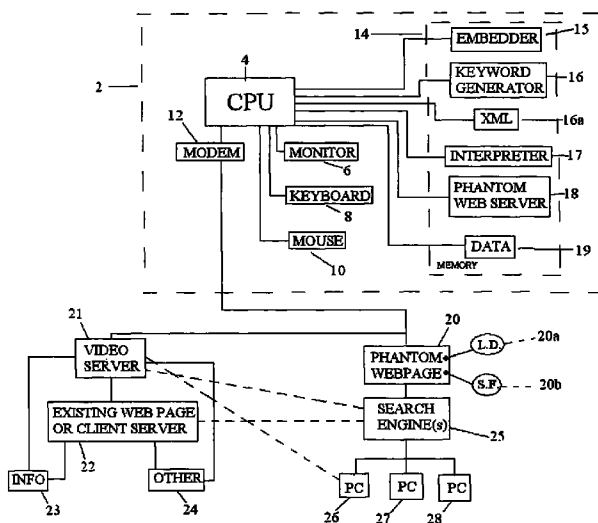 14
EMBEDDER
15
4
KEYWORD
GENERATOR
16
2
CPU
12
XML
16a
MODEM
MONITOR
6
INTERPRETER
17
KEYBOARD
8
PHANTOM
WEB SERVER
18
MOUSE
10
DATA
19
MEMORY
21
20
L.D.
20a
VIDEO
SERVER
PHANTOM
WEBPAGE
S.F.
20b
EXISTING WEB PAGE
OR CLIENT SERVER
SEARCH
ENGINE(s)
22
25
INFO
OTHER
PC
PC
PC
23
24
26
27
28